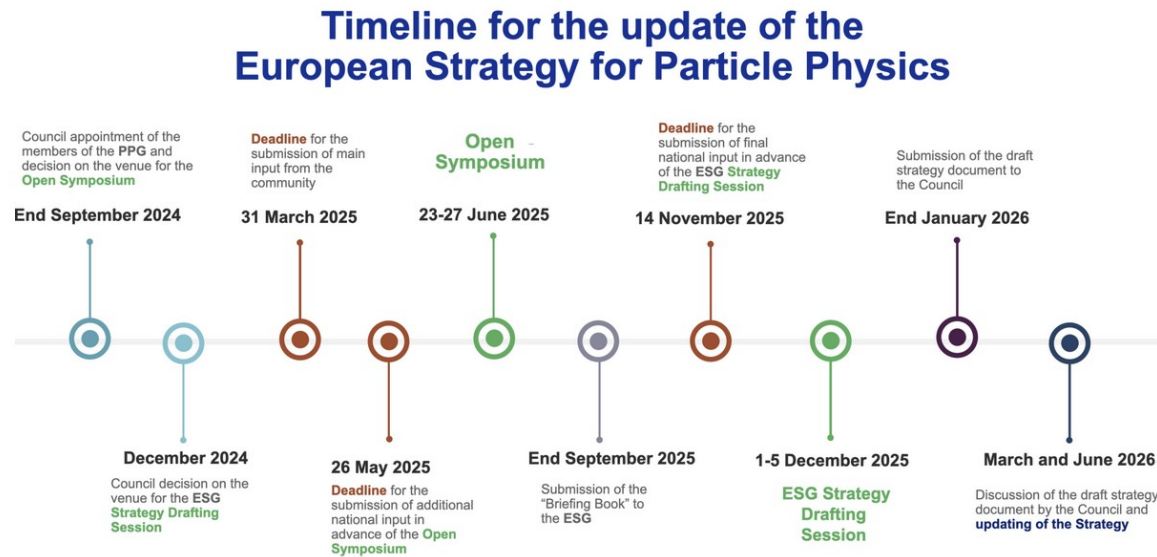 Timeline for the update of the
European Strategy for Particle Physics
Council appointment of the
members of the PPG and
decision on the venue for the
Open Symposium
End September 2024
Deadline for the
submission of main
input from the
community
31 March 2025
Open
Symposium
23-27 June 2025
Deadline for the
submission of final
national input in advance
of the ESG Strategy
Drafting Session
14 November 2025
Submission of the draft
strategy document to
the Council
End January 2026
December 2024
Council decision on the
venue for the ESG
Strategy Drafting
Session
26 May 2025
Deadline for the
submission of additional
national input in
advance of the Open
Symposium
End September 2025
Submission of the
“Briefing Book” to
the ESG
1-5 December 2025
ESG Strategy
Drafting
Session
March and June 2026
Discussion of the draft strategy
document by the Council and
updating of the Strategy